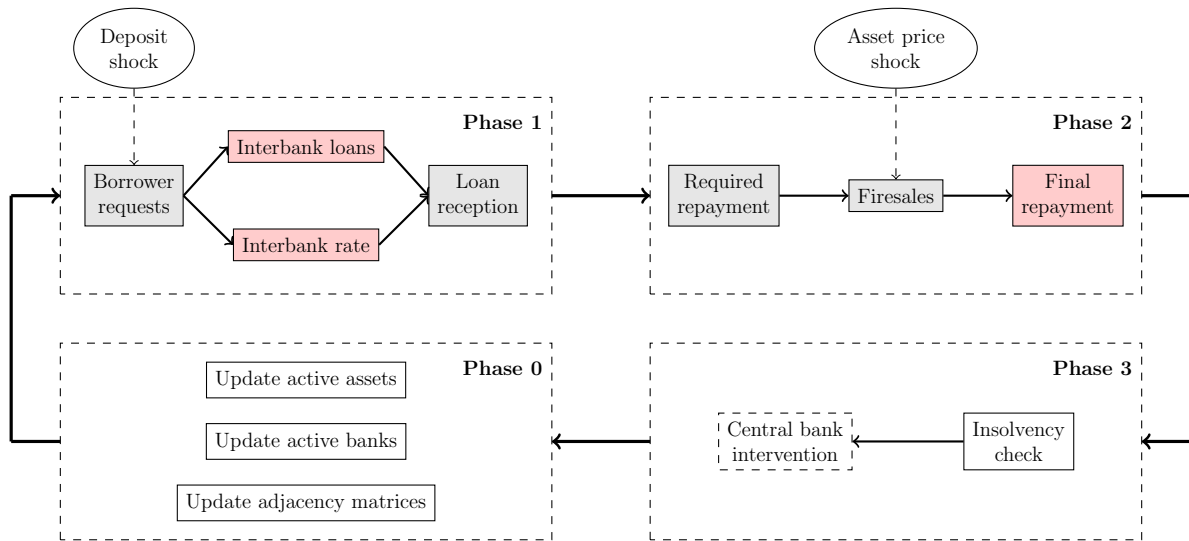 Deposit
shock
Asset price
shock
Phase 1
Borrower
requests
Interbank loans
Interbank rate
Loan
reception
Phase 2
Required
repayment
Firesales
Final
repayment
Phase 0
Update active assets
Update active banks
Update adjacency matrices
Phase 3
Central bank
intervention
Insolvency
check